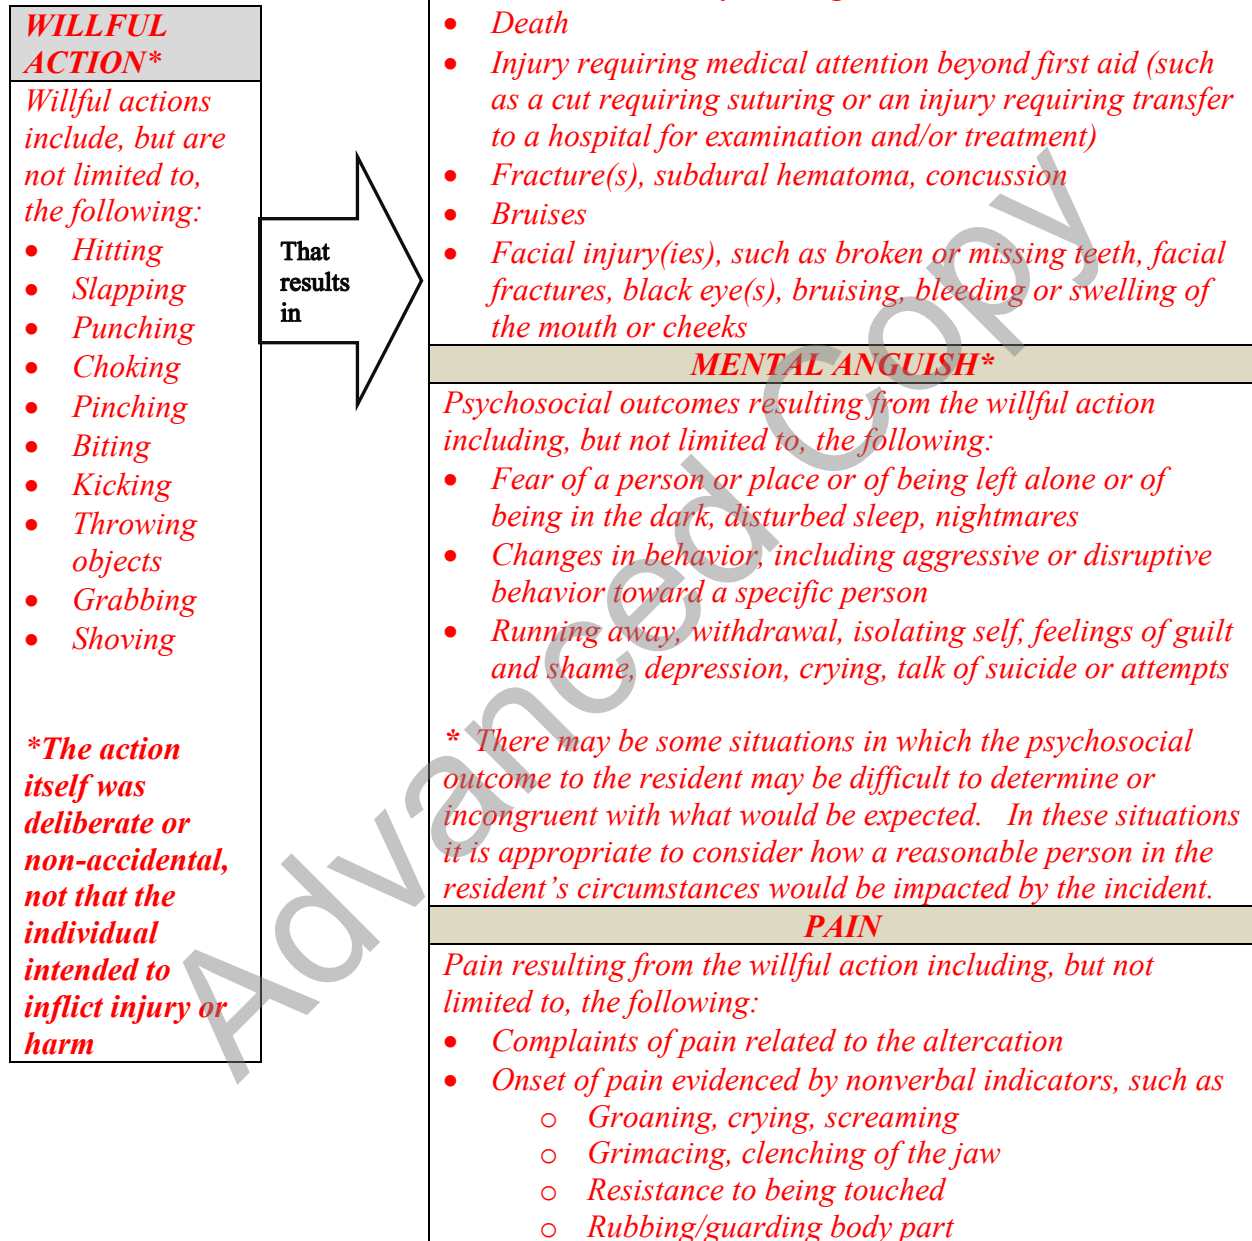 WILLFUL
ACTION*
Willful actions
include, but are
not limited to,
the following:
• Hitting
• Slapping
• Punching
• Choking
• Pinching
• Biting
• Kicking
• Throwing
objects
• Grabbing
• Shoving
*The action
itself was
deliberate or
non-accidental,
not that the
individual
intended to
inflict injury or
harm
That
results
in
• Death
• Injury requiring medical attention beyond first aid (such
as a cut requiring suturing or an injury requiring transfer
to a hospital for examination and/or treatment)
• Fracture(s), subdural hematoma, concussion
• Bruises
• Facial injury(ies), such as broken or missing teeth, facial
fractures, black eye(s), bruising, bleeding or swelling of
the mouth or cheeks
MENTAL ANGUISH*
Psychosocial outcomes resulting from the willful action
including, but not limited to, the following:
• Fear of a person or place or of being left alone or of
being in the dark, disturbed sleep, nightmares
• Changes in behavior, including aggressive or disruptive
behavior toward a specific person
• Running away, withdrawal, isolating self, feelings of guilt
and shame, depression, crying, talk of suicide or attempts
* There may be some situations in which the psychosocial
outcome to the resident may be difficult to determine or
incongruent with what would be expected. In these situations
it is appropriate to consider how a reasonable person in the
resident’s circumstances would be impacted by the incident.
PAIN
Pain resulting from the willful action including, but not
limited to, the following:
• Complaints of pain related to the altercation
• Onset of pain evidenced by nonverbal indicators, such as
o Groaning, crying, screaming
o Grimacing, clenching of the jaw
o Resistance to being touched
o Rubbing/guarding body part
Advanced Copy